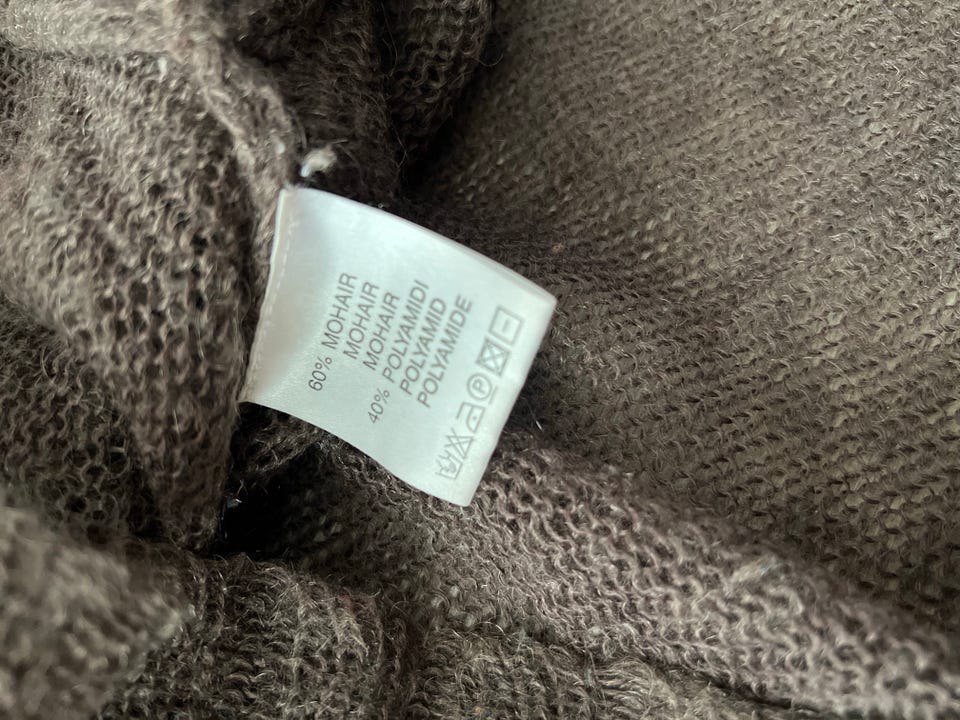 60% MOHAIR
MOHAIR
MOHAIR
40% POLYAMIDI
POLYAMID
POLYAMIDE
P